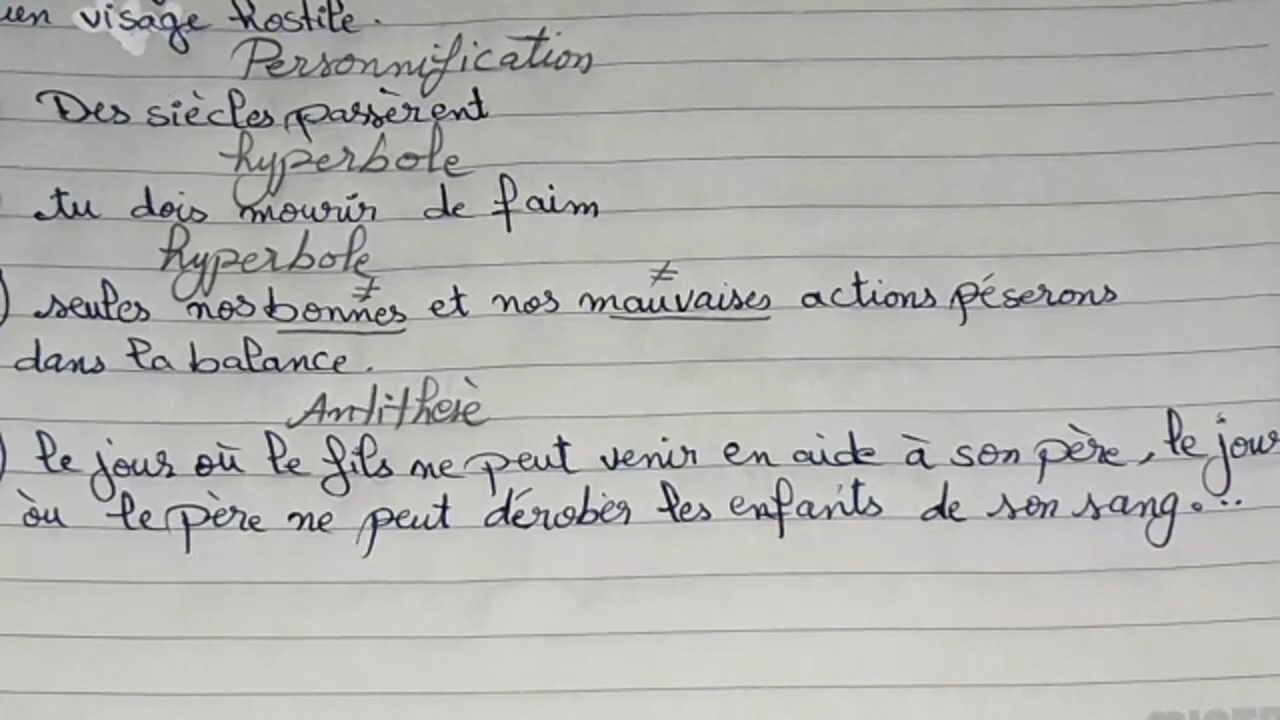 un visage hostile.
Personnification
Des siècles passèrent
hyperbole
tu dois mourir de faim
hyperbole
≠ ≠
) seules nos bonnes et nos mauvaises actions péserons
dans la balance.
Antithesè
) le jour où le fils ne peut venir en aide à son père, le jour
où le père ne peut dérober les enfants de son sang...